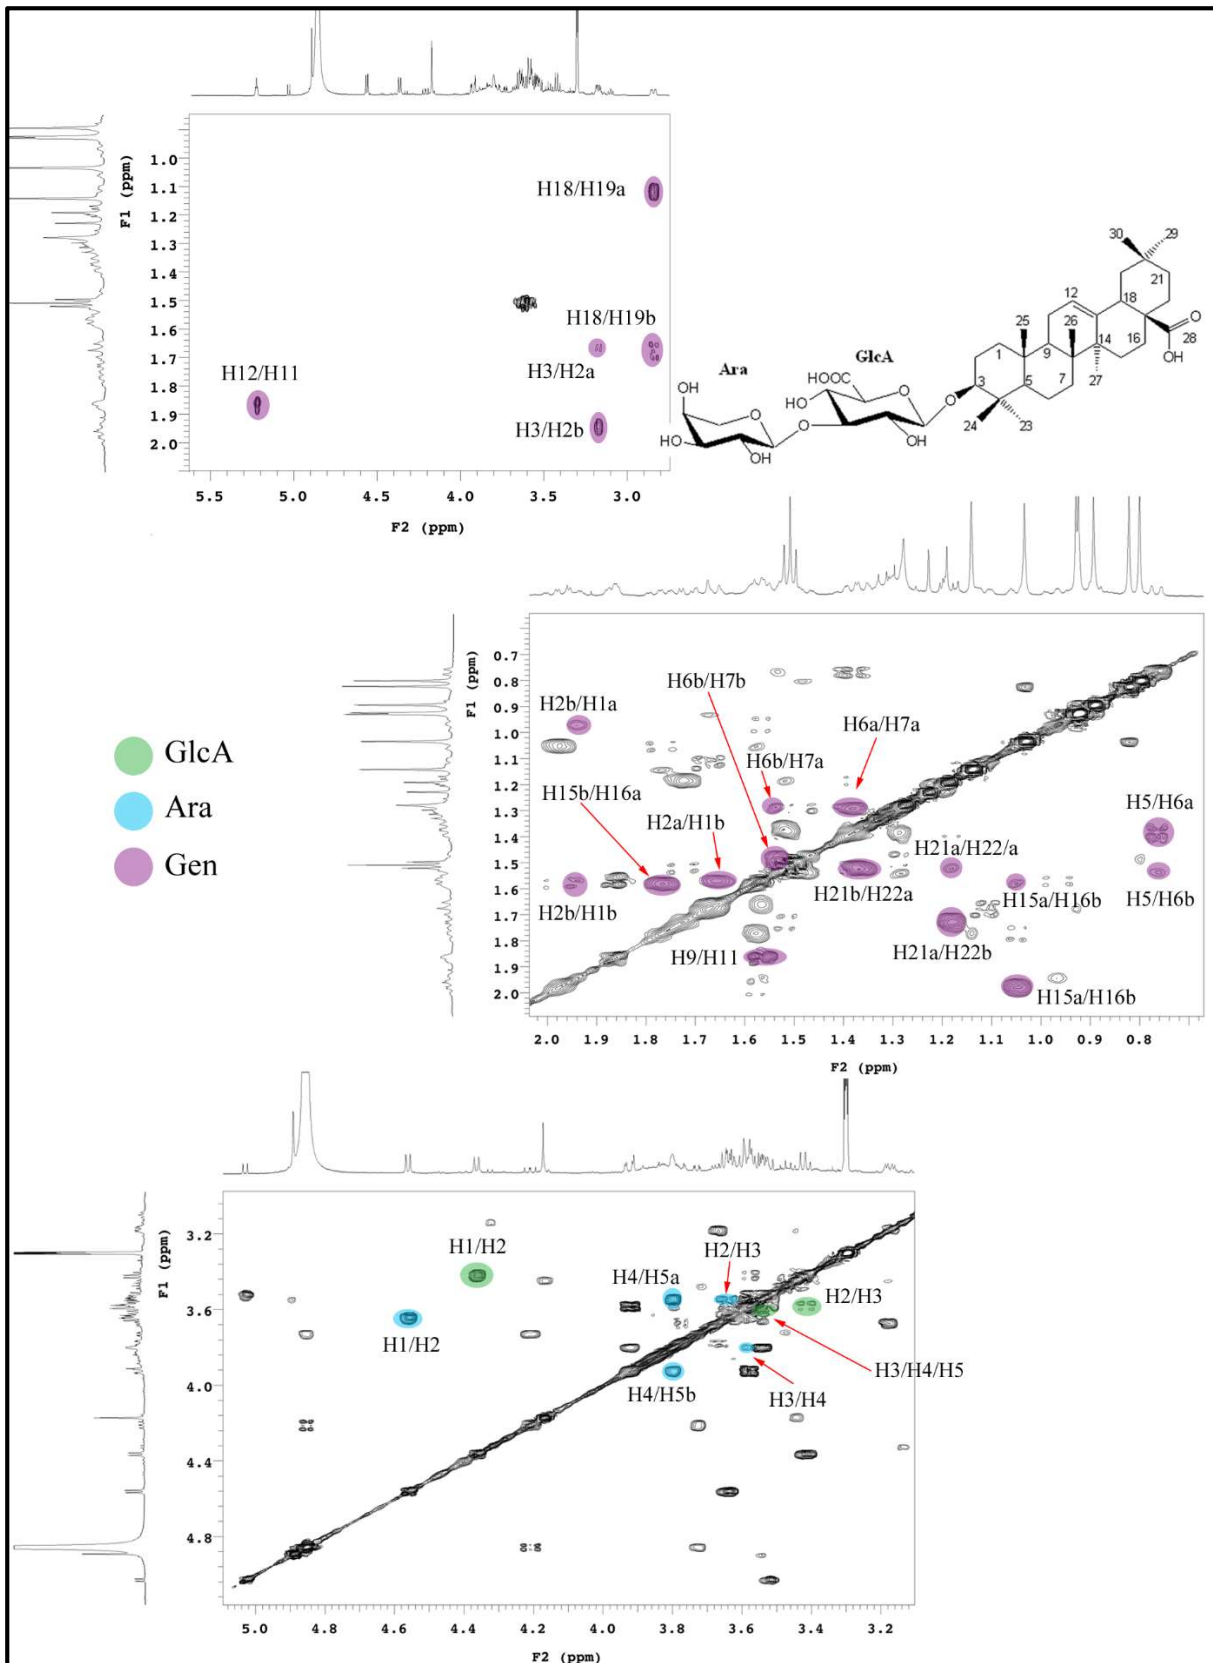 1.0
1.1
1.2
1.3
1.4
1.5
1.6
1.7
1.8
1.9
2.0
F1 (ppm)
H18/H19a
H18/H19b
H3/H2a
H12/H11
H3/H2b
5.5 5.0 4.5 4.0 3.5 3.0
F2 (ppm)
30 29
21
12
18
25 26
16 O
28
1 9 14 OH
GlcA
Ara
HOOC
OH O 3 5 7 27
O HO O
HO O OH 24 23
OH
0.7
0.8
0.9
1.0
1.1
1.2
1.3
1.4
1.5
1.6
1.7
1.8
1.9
2.0
F1 (ppm)
H6b/H7b
H2b/H1a
H6a/H7a
H6b/H7a
H15b/H16a
H2a/H1b
H5/H6a
H21a/H22/a
H21b/H22a
H15a/H16b
H5/H6b
H2b/H1b
H9/H11
H21a/H22b
H15a/H16b
2.0 1.9 1.8 1.7 1.6 1.5 1.4 1.3 1.2 1.1 1.0 0.9 0.8
F2 (ppm)
GlcA
Ara
Gen
3.2
3.6
4.0
4.4
4.8
F1 (ppm)
H1/H2
H2/H3
H4/H5a
H2/H3
H1/H2
H3/H4/H5
H4/H5b
H3/H4
5.0 4.8 4.6 4.4 4.2 4.0 3.8 3.6 3.4 3.2
F2 (ppm)